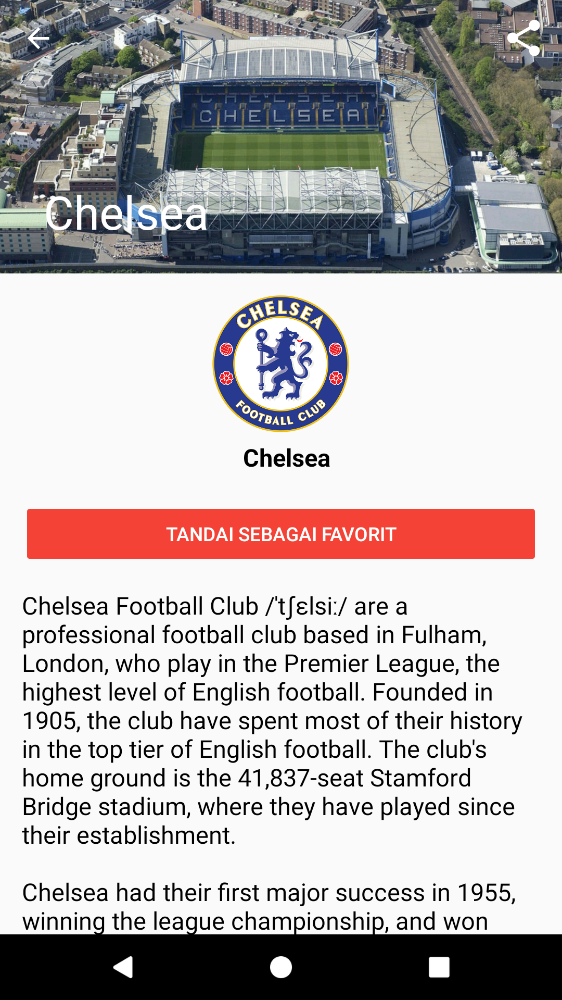 CHELSEA
CHELSEA
Chelsea
CHELSEA
FOOTBALL CLUB
Chelsea
TANDAI SEBAGAI FAVORIT
Chelsea Football Club /ˈtʃɛlsiː/ are a
professional football club based in Fulham,
London, who play in the Premier League, the
highest level of English football. Founded in
1905, the club have spent most of their history
in the top tier of English football. The club's
home ground is the 41,837-seat Stamford
Bridge stadium, where they have played since
their establishment.
Chelsea had their first major success in 1955,
winning the league championship, and won